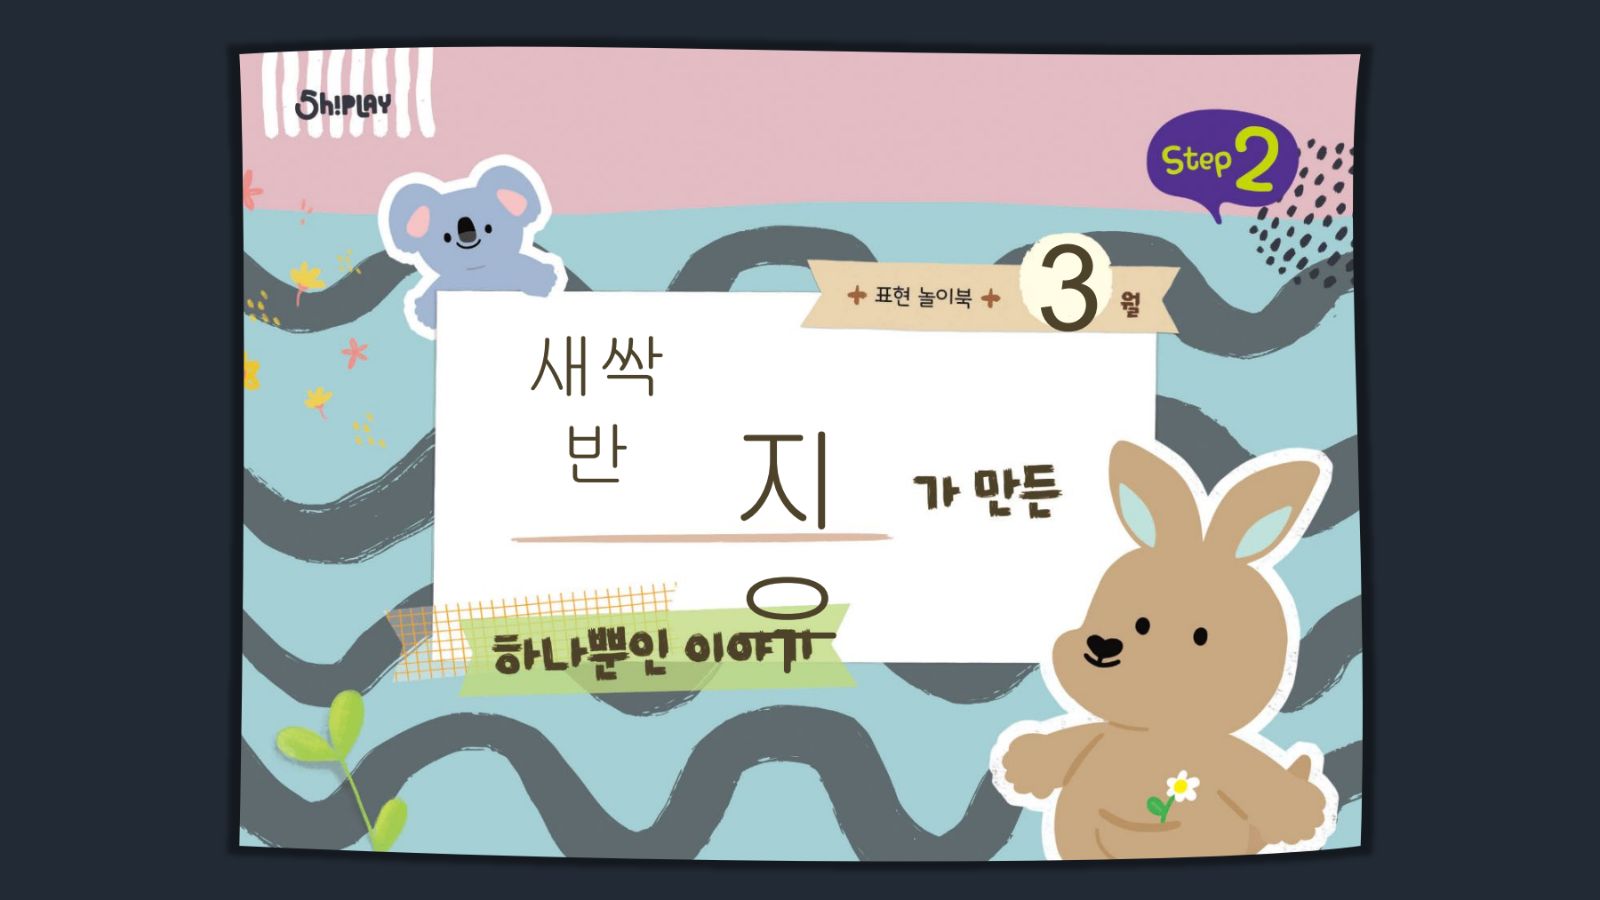 Sh!PLAY
Step 2
표현 놀이북
3월
새싹
반
지
유
가 만든
하나뿐인 이야기